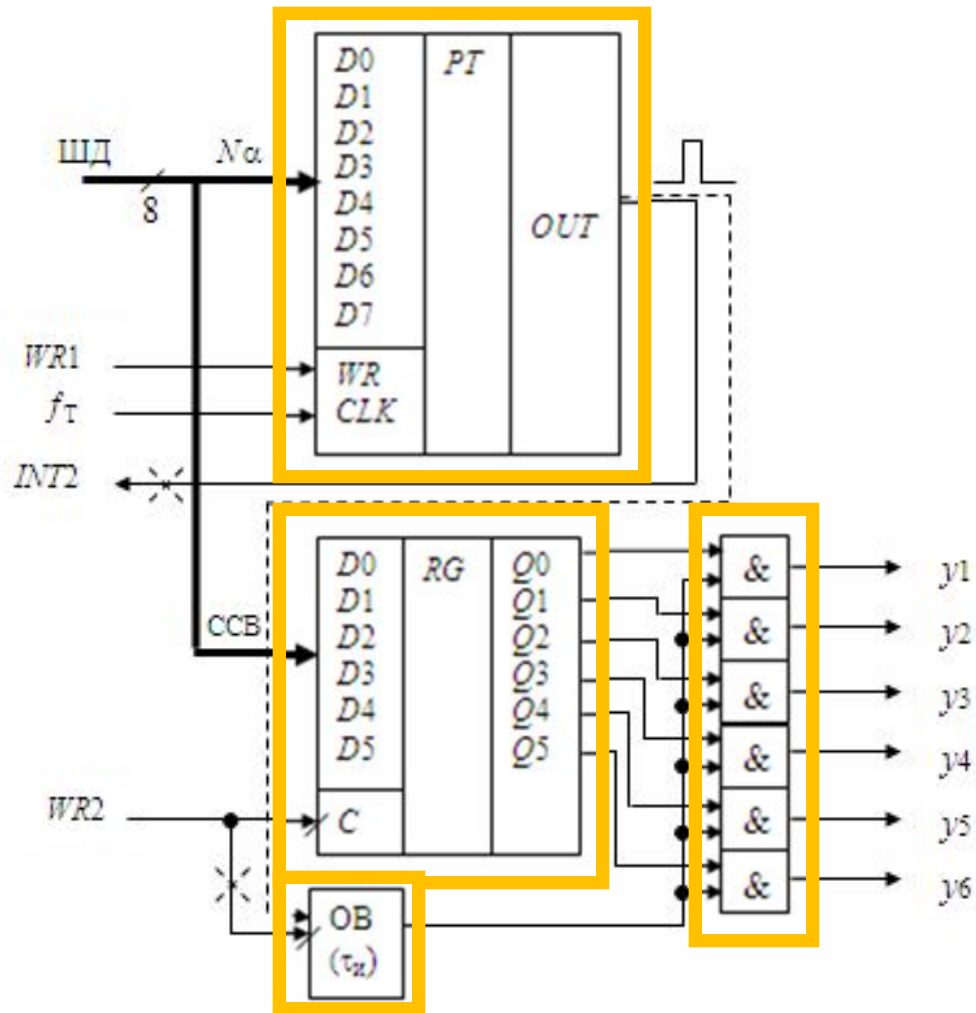 D0 PT
D1
D2
ШД Nα D3
8 D4
D5 OUT
D6
D7
WR1 WR
fт CLK
INT2
D0 RG Q0 & y1
D1 Q1
ССВ D2 Q2 & y2
D3 Q3 & y3
D4 Q4
D5 Q5 & y4
WR2 C & y5
& y6
ОВ
(τи)